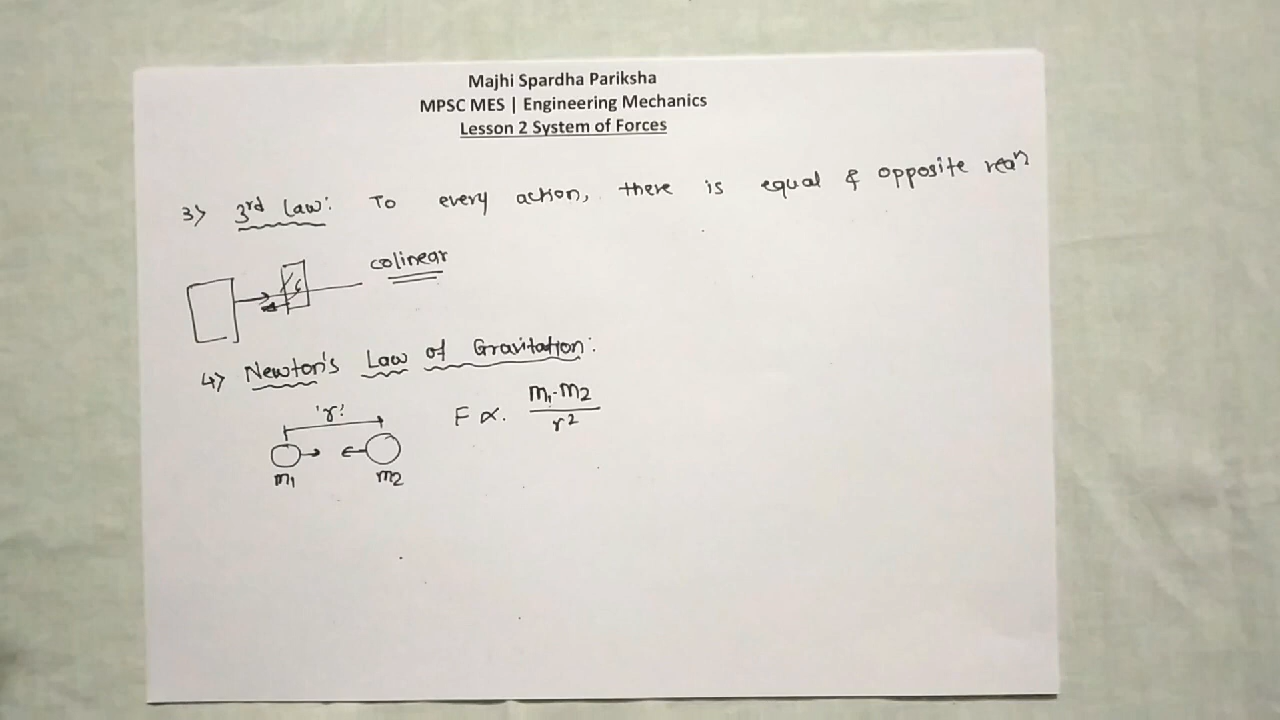 Majhi Spardha Pariksha
MPSC MES | Engineering Mechanics
Lesson 2 System of Forces
3) 3rd Law: To every action, there is equal & opposite reaⁿ
colinear
4) Newton's Law of Gravitation:
'r'
F ∝. m₁·m₂ / r²
m₁ m₂